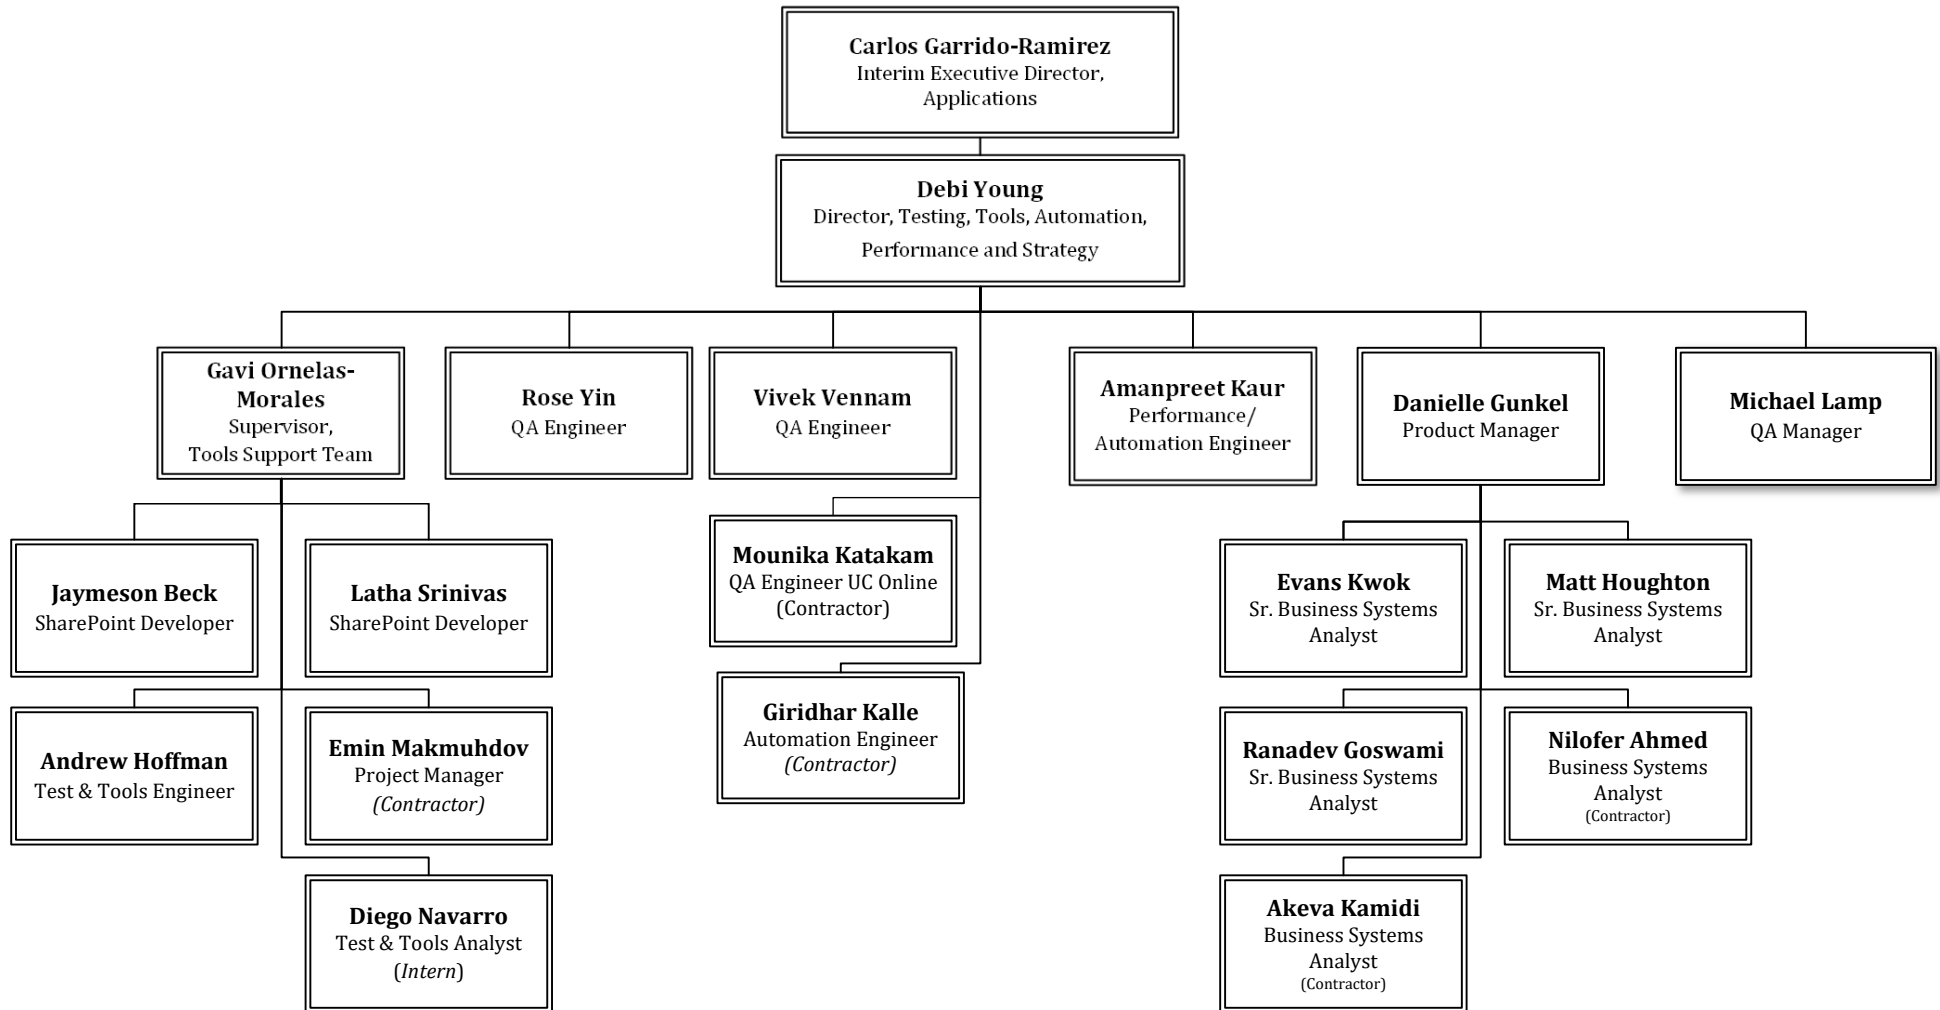 Carlos Garrido-Ramirez
Interim Executive Director,
Applications
Debi Young
Director, Testing, Tools, Automation,
Performance and Strategy
Gavi Ornelas-
Morales
Supervisor,
Tools Support Team
Rose Yin
QA Engineer
Vivek Vennam
QA Engineer
Amanpreet Kaur
Performance/
Automation Engineer
Danielle Gunkel
Product Manager
Michael Lamp
QA Manager
Jaymeson Beck
SharePoint Developer
Latha Srinivas
SharePoint Developer
Mounika Katakam
QA Engineer UC Online
(Contractor)
Evans Kwok
Sr. Business Systems
Analyst
Matt Houghton
Sr. Business Systems
Analyst
Andrew Hoffman
Test & Tools Engineer
Emin Makmuhdov
Project Manager
(Contractor)
Giridhar Kalle
Automation Engineer
(Contractor)
Ranadev Goswami
Sr. Business Systems
Analyst
Nilofer Ahmed
Business Systems
Analyst
(Contractor)
Diego Navarro
Test & Tools Analyst
(Intern)
Akeva Kamidi
Business Systems
Analyst
(Contractor)